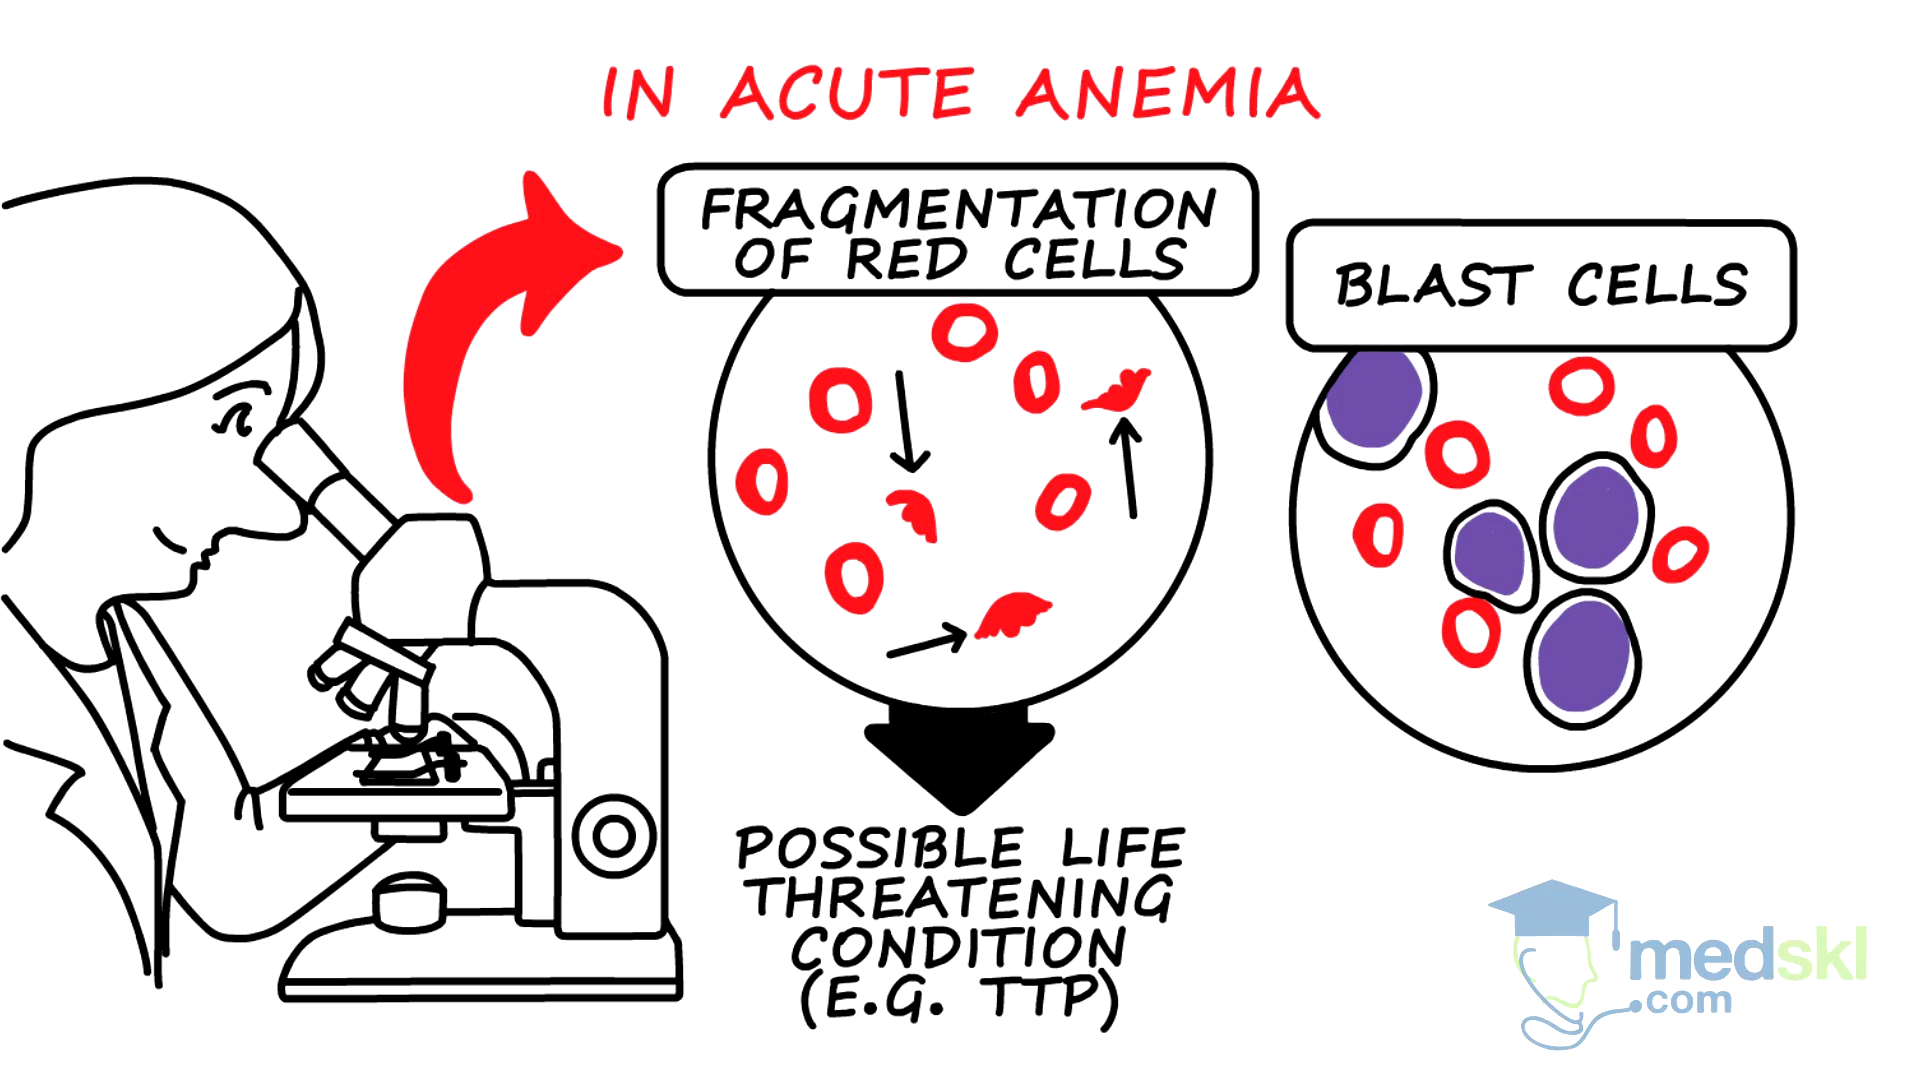 IN ACUTE ANEMIA
FRAGMENTATION
OF RED CELLS
BLAST CELLS
POSSIBLE LIFE
THREATENING
CONDITION
(E.G. TTP)
medskl
.com